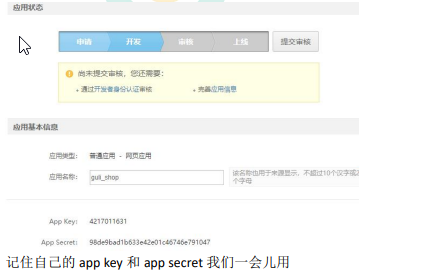 应用状态
申请 开发 审核 上线 提交审核
尚未提交审核，您还需要：
通过开发者身份认证审核 完善应用信息
应用基本信息
应用类型： 普通应用 - 网页应用
应用名称： guli_shop 该名称也用于来源显示，不超过10个汉字或
个字母
App Key: 4217011631
App Secret: 98de9bad1b633e42e01c46746e791047
记住自己的 app key 和 app secret 我们一会儿用